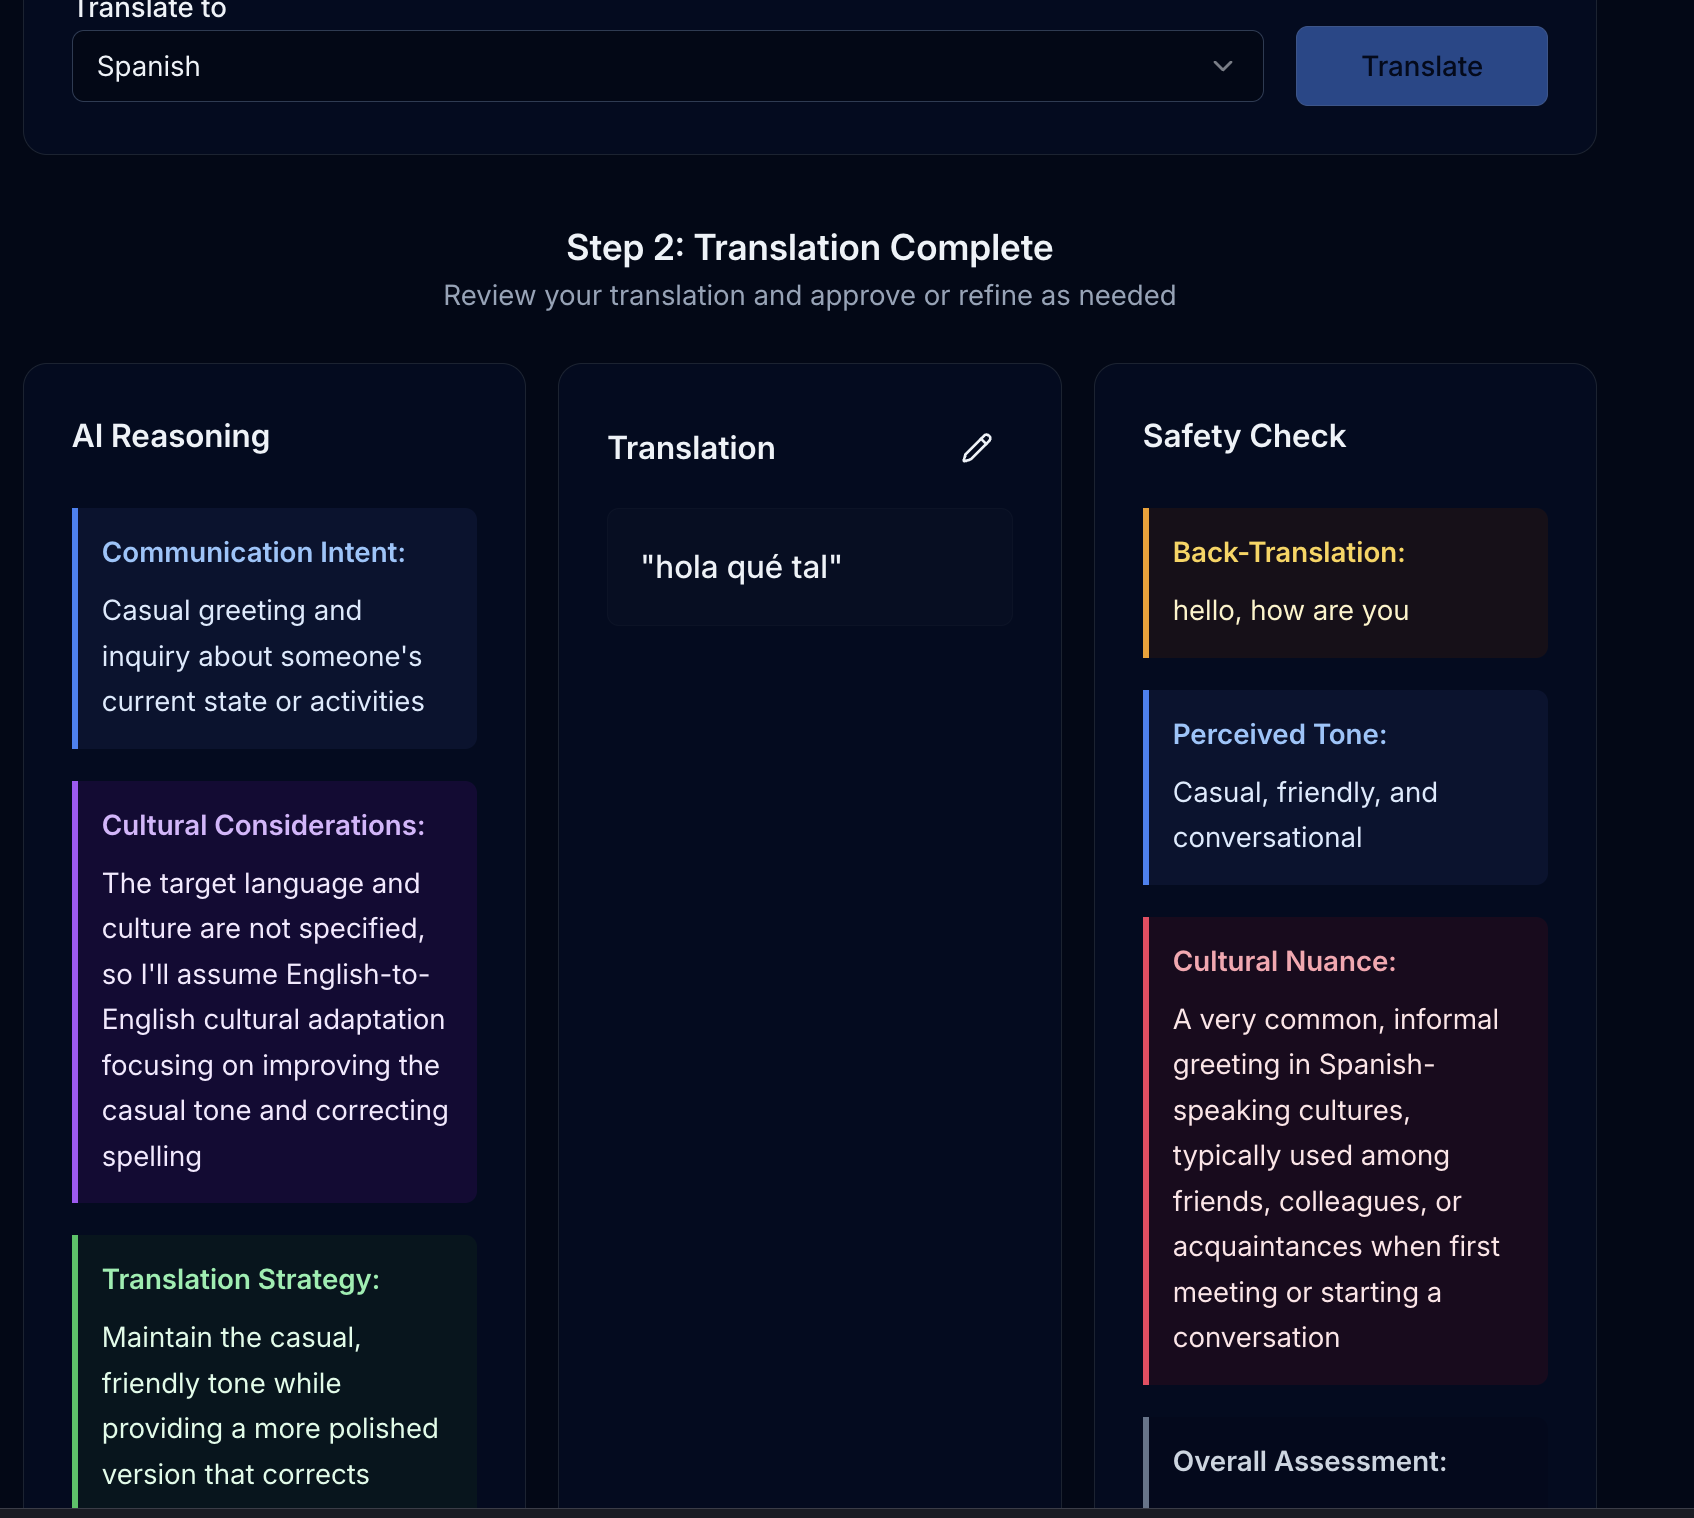 Translate to
Spanish
Translate
Step 2: Translation Complete
Review your translation and approve or refine as needed
AI Reasoning
Communication Intent:
Casual greeting and
inquiry about someone's
current state or activities
Cultural Considerations:
The target language and
culture are not specified,
so I'll assume English-to-
English cultural adaptation
focusing on improving the
casual tone and correcting
spelling
Translation Strategy:
Maintain the casual,
friendly tone while
providing a more polished
version that corrects
Translation
"hola qué tal"
Safety Check
Back-Translation:
hello, how are you
Perceived Tone:
Casual, friendly, and
conversational
Cultural Nuance:
A very common, informal
greeting in Spanish-
speaking cultures,
typically used among
friends, colleagues, or
acquaintances when first
meeting or starting a
conversation
Overall Assessment: